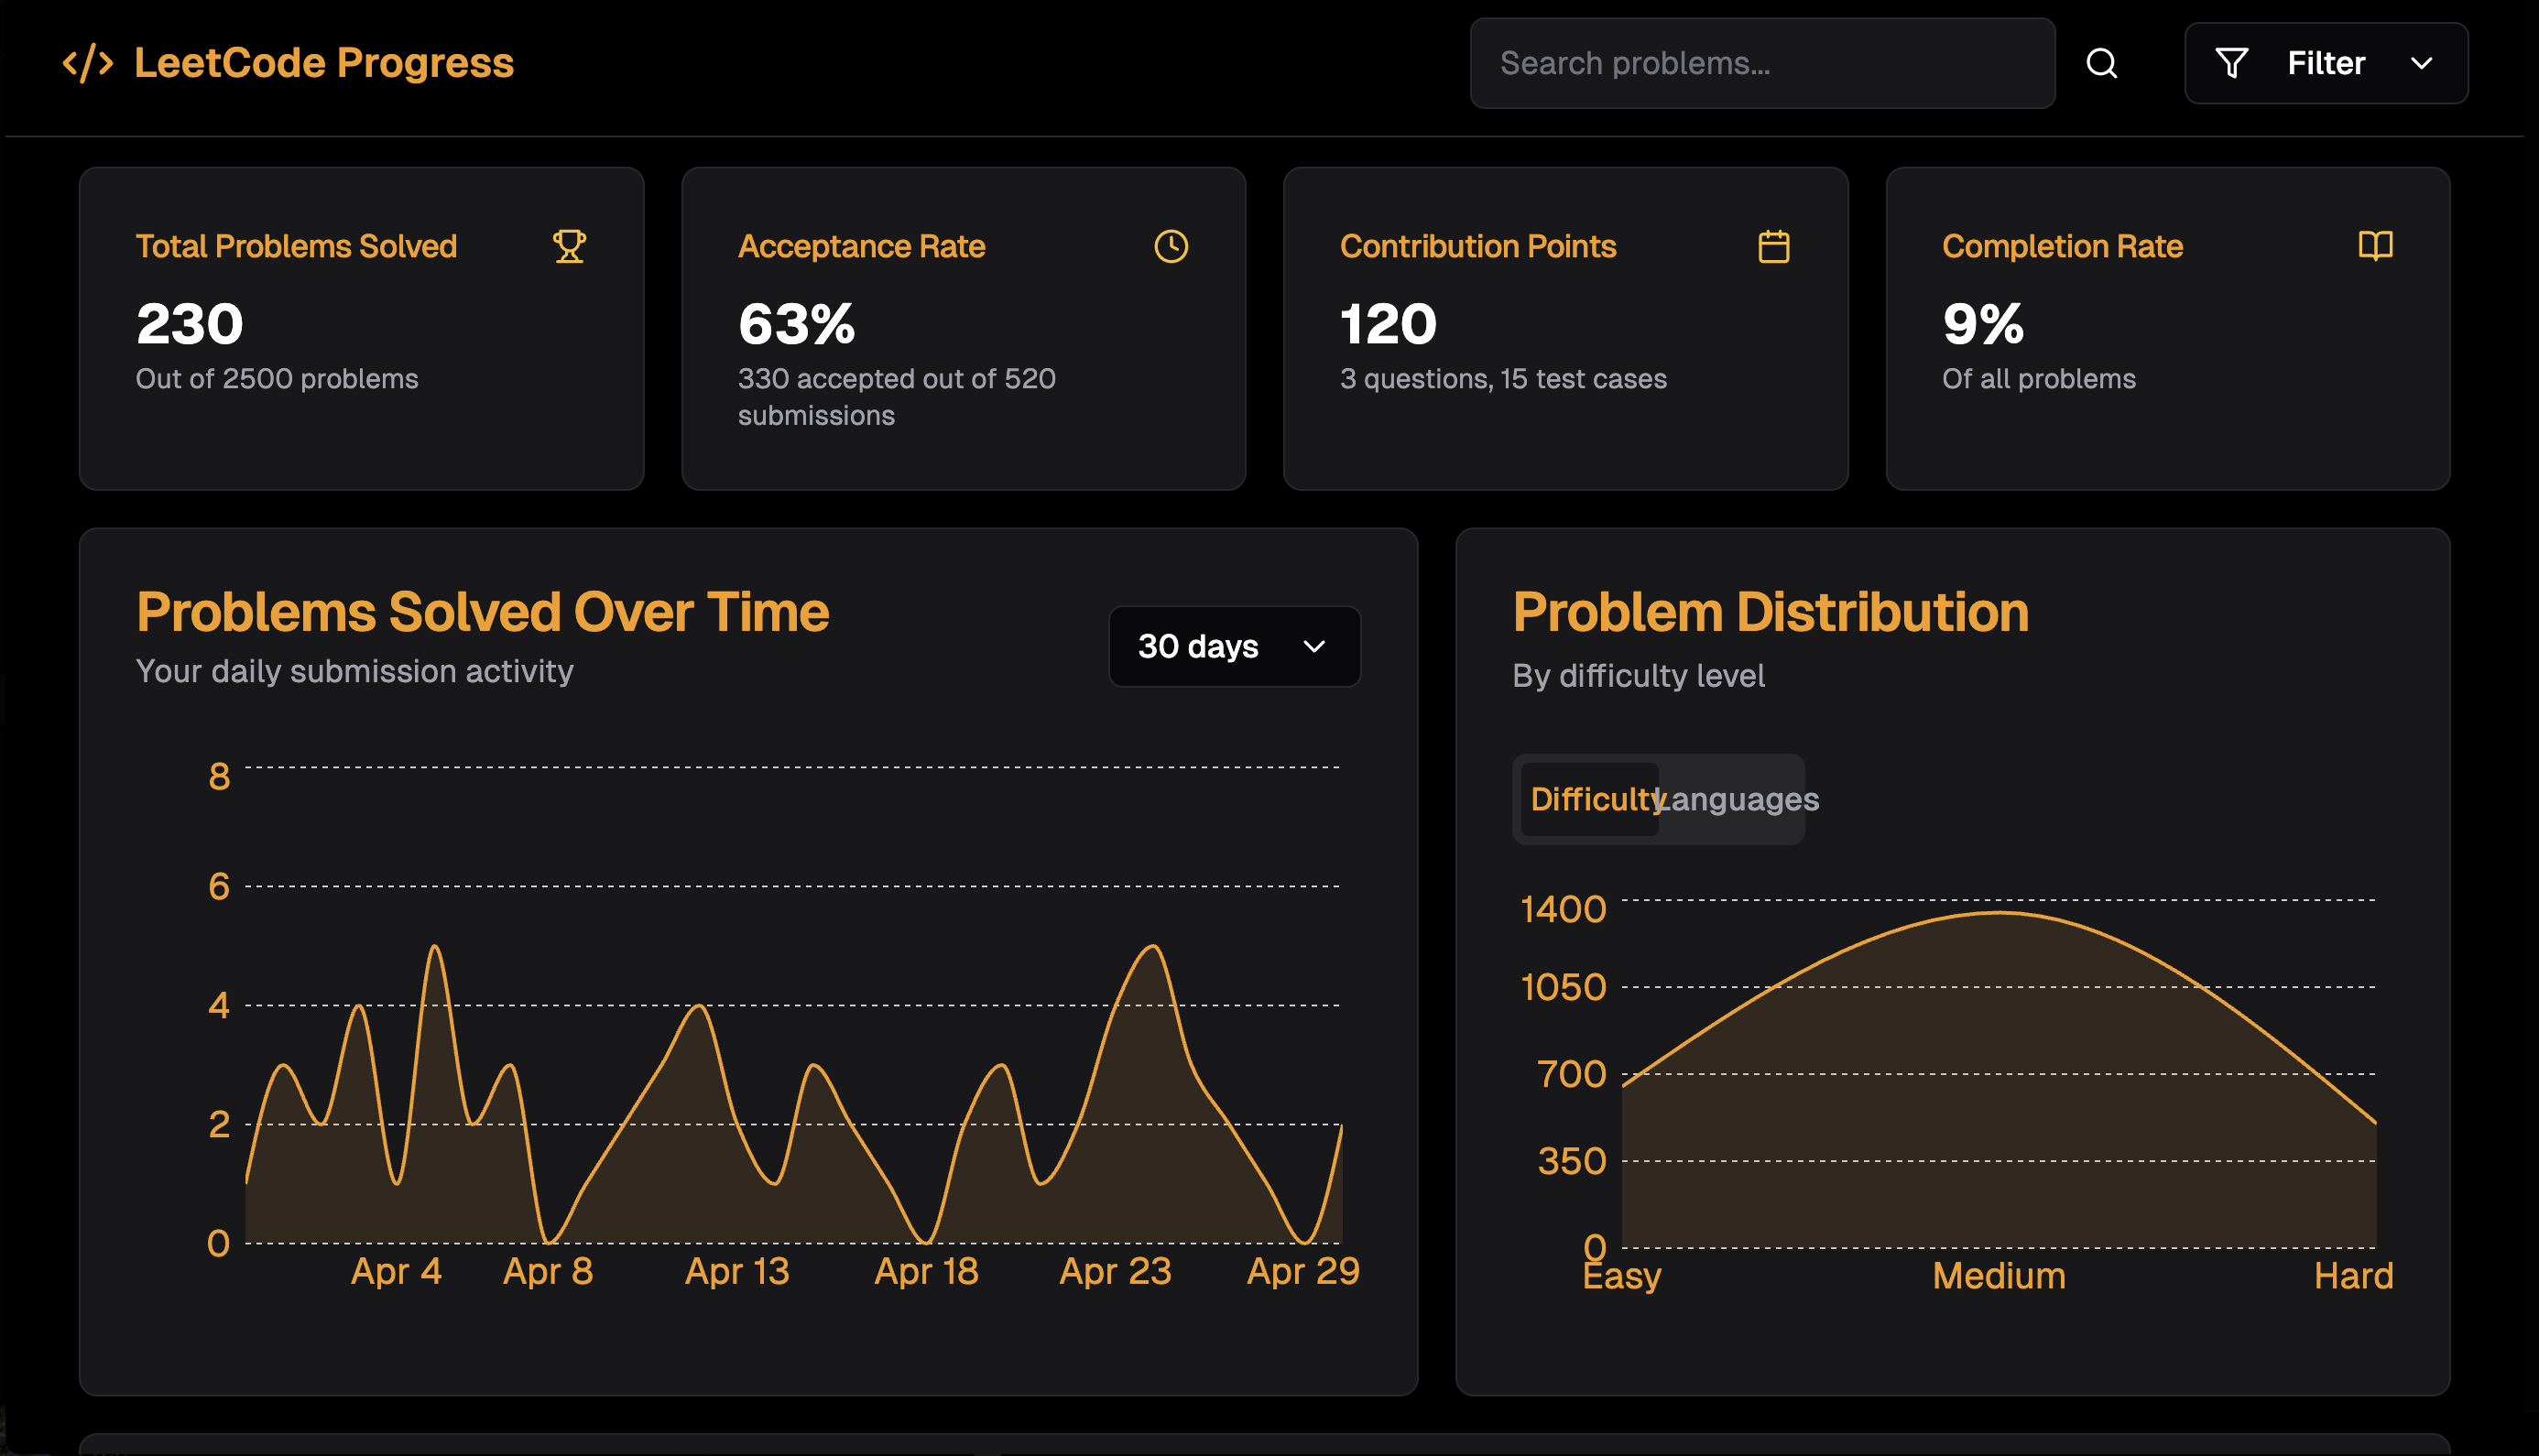 </> LeetCode Progress
Search problems...
Filter
Total Problems Solved
230
Out of 2500 problems
Acceptance Rate
63%
330 accepted out of 520
submissions
Contribution Points
120
3 questions, 15 test cases
Completion Rate
9%
Of all problems
Problems Solved Over Time
Your daily submission activity
30 days
8
6
4
2
0
Apr 4
Apr 8
Apr 13
Apr 18
Apr 23
Apr 29
Problem Distribution
By difficulty level
Difficulty
Languages
1400
1050
700
350
0
Easy
Medium
Hard